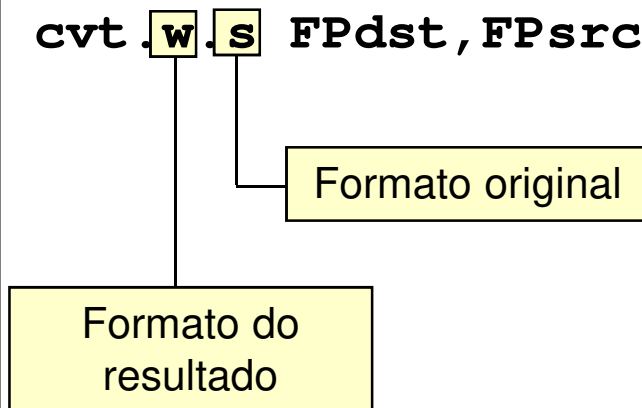 cvt.w.s FPdst,FPsrc
Formato original
Formato do
resultado